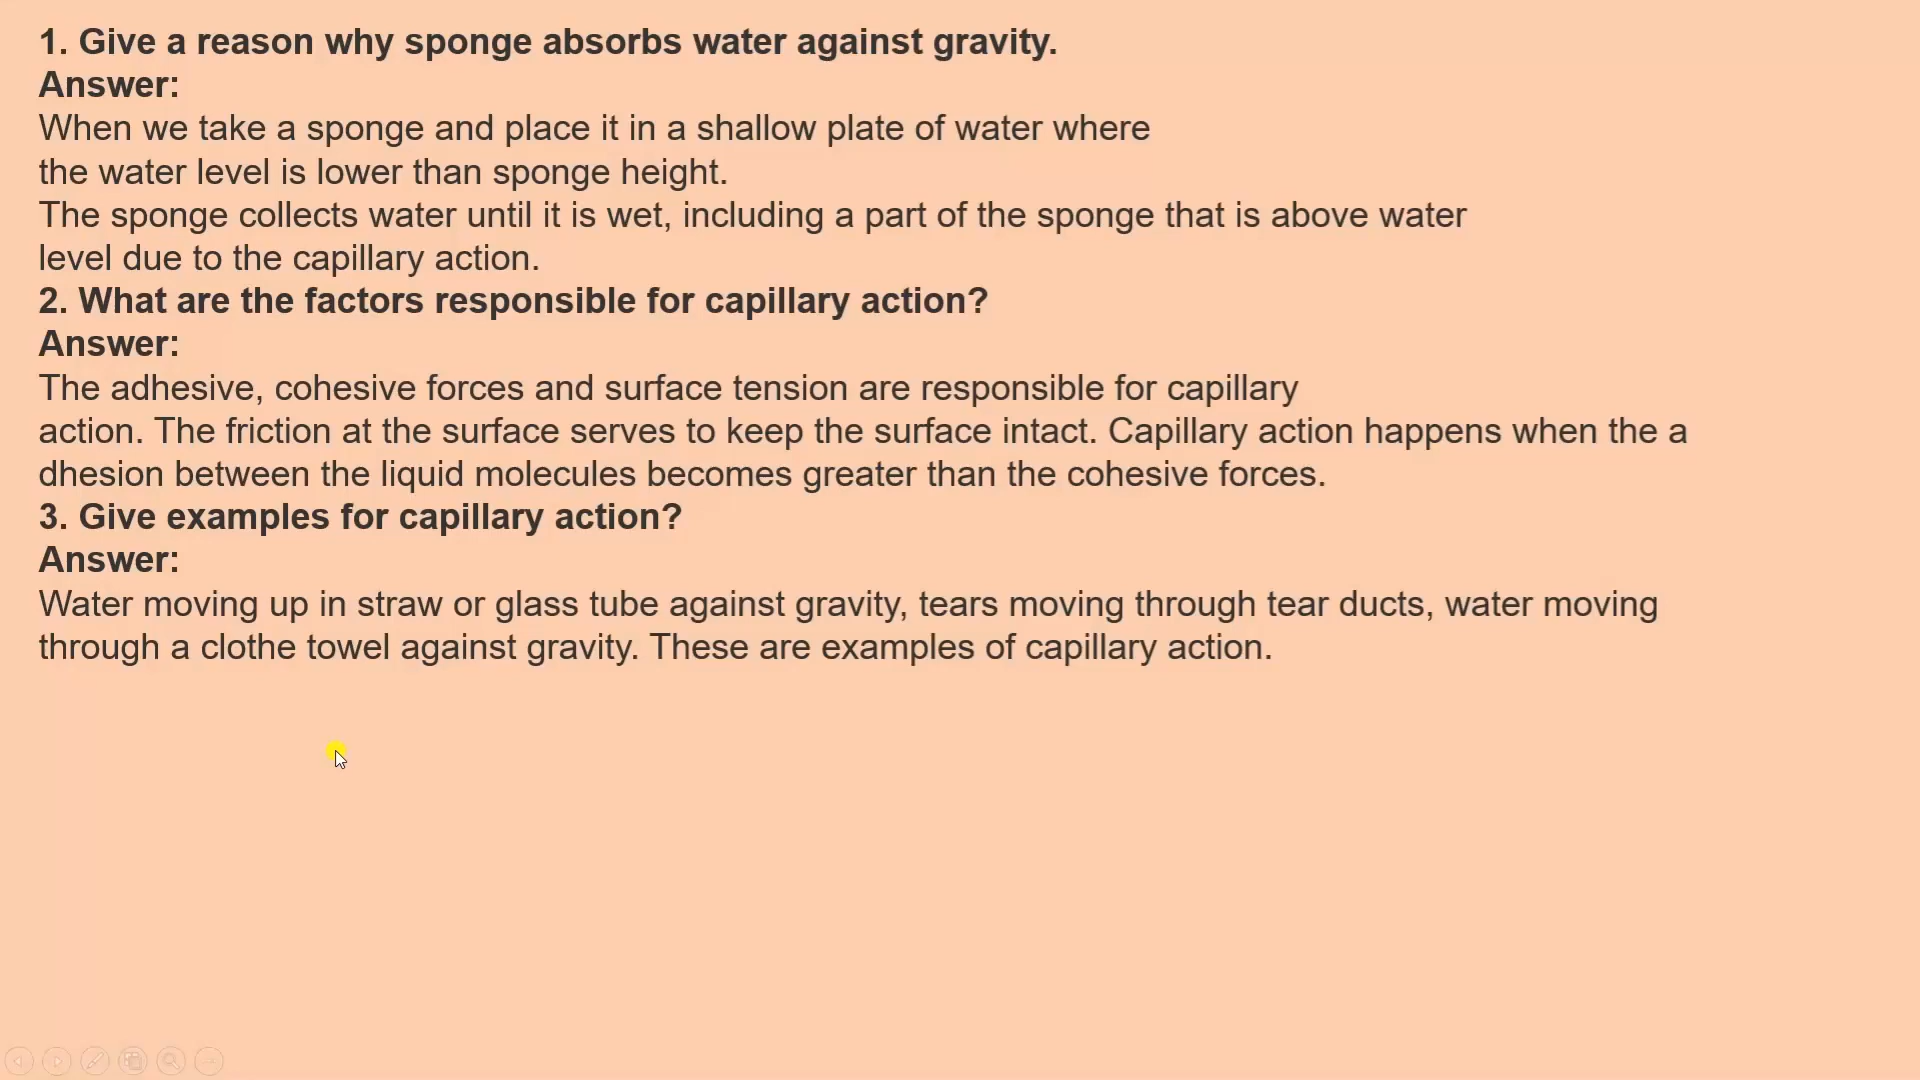 1. Give a reason why sponge absorbs water against gravity.
Answer:
When we take a sponge and place it in a shallow plate of water where
the water level is lower than sponge height.
The sponge collects water until it is wet, including a part of the sponge that is above water
level due to the capillary action.
2. What are the factors responsible for capillary action?
Answer:
The adhesive, cohesive forces and surface tension are responsible for capillary
action. The friction at the surface serves to keep the surface intact. Capillary action happens when the a
dhesion between the liquid molecules becomes greater than the cohesive forces.
3. Give examples for capillary action?
Answer:
Water moving up in straw or glass tube against gravity, tears moving through tear ducts, water moving
through a clothe towel against gravity. These are examples of capillary action.